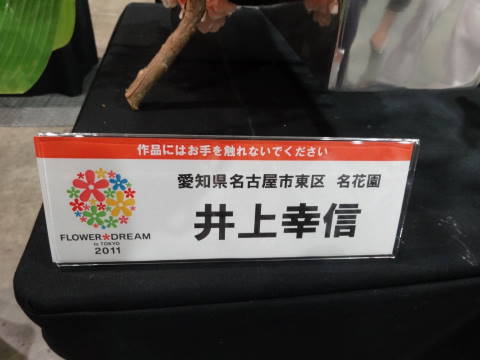 作品にはお手を触れないでください
愛知県名古屋市東区 名花園
井上幸信
FLOWER★DREAM
in TOKYO
2011